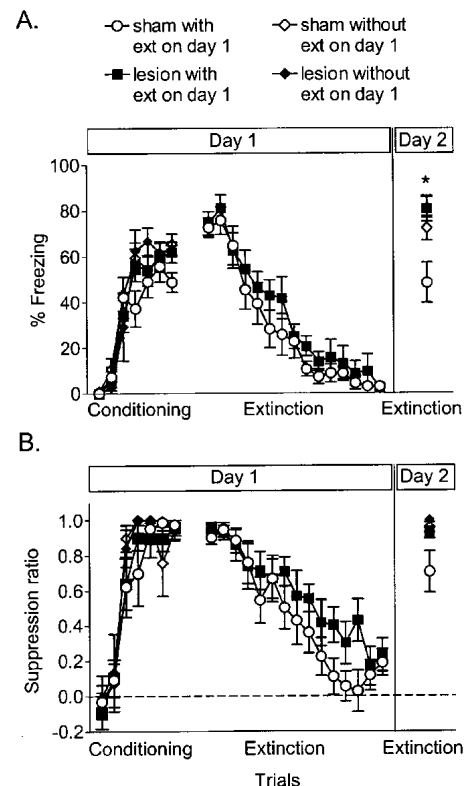 A.
sham with
ext on day 1
sham without
ext on day 1
lesion with
ext on day 1
lesion without
ext on day 1
Day 1
Day 2
100
80
60
40
20
0
% Freezing
*
Conditioning
Extinction
Extinction
B.
Day 1
Day 2
1.0
0.8
0.6
0.4
0.2
0.0
-0.2
Suppression ratio
Conditioning
Extinction
Extinction
Trials